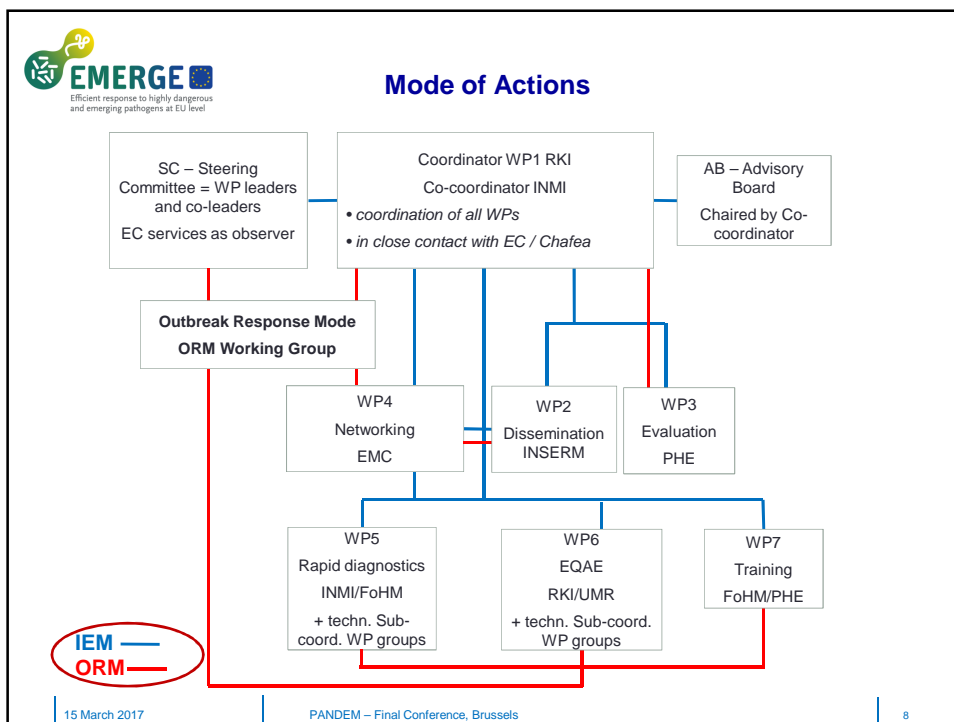 EMERGE
Efficient response to highly dangerous
and emerging pathogens at EU level
Mode of Actions
SC – Steering
Committee = WP leaders
and co-leaders
EC services as observer
Coordinator WP1 RKI
Co-coordinator INMI
• coordination of all WPs
• in close contact with EC / Chafea
AB – Advisory
Board
Chaired by Co-
coordinator
Outbreak Response Mode
ORM Working Group
WP4
Networking
EMC
WP2
Dissemination
INSERM
WP3
Evaluation
PHE
WP5
Rapid diagnostics
INMI/FoHM
+ techn. Sub-
coord. WP groups
WP6
EQAE
RKI/UMR
+ techn. Sub-coord.
WP groups
WP7
Training
FoHM/PHE
IEM
ORM
15 March 2017
PANDEM – Final Conference, Brussels
8